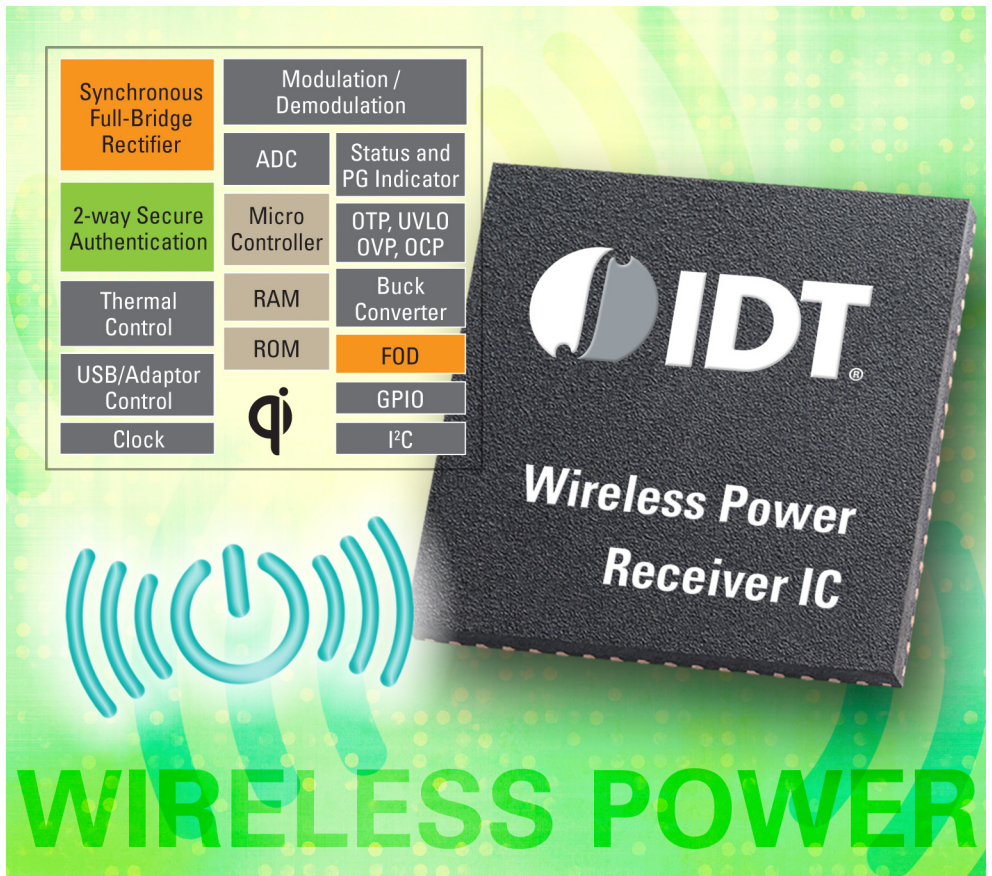 Synchronous
Full-Bridge
Rectifier
2-way Secure
Authentication
Thermal
Control
USB/Adaptor
Control
Clock
Modulation /
Demodulation
ADC
Micro
Controller
RAM
ROM
qi
Status and
PG Indicator
OTP, UVLO
OVP, OCP
Buck
Converter
FOD
GPIO
I²C
IDT®
Wireless Power
Receiver IC
WIRELESS POWER